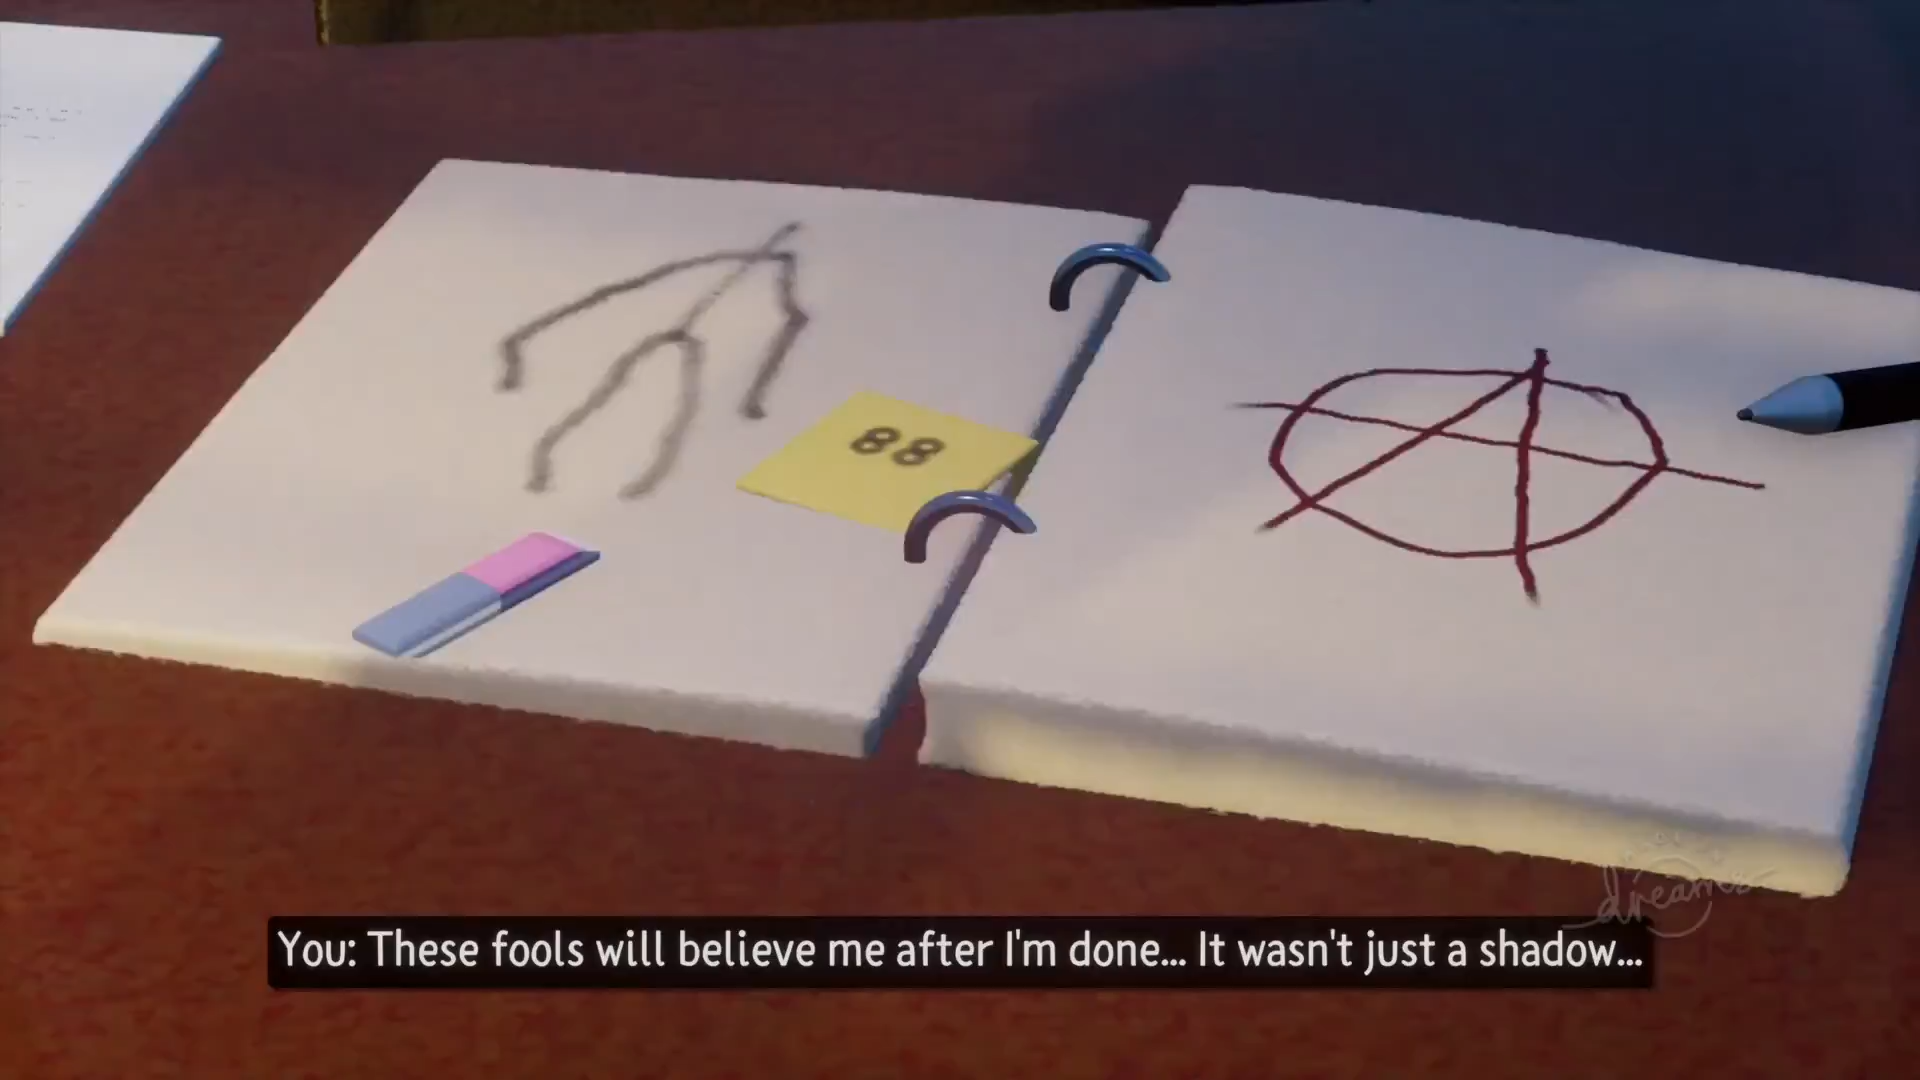 88
dreams
You: These fools will believe me after I'm done... It wasn't just a shadow...